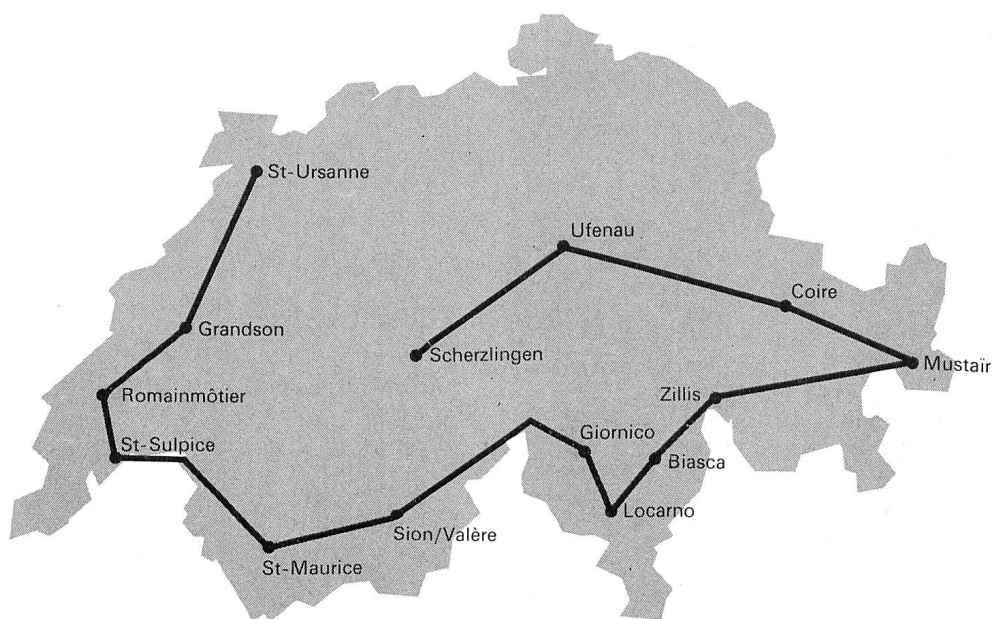 St-Ursanne
Ufenau
Coire
Grandson
Scherzlingen
Mustaïr
Romainmôtier
Zillis
St-Sulpice
Giornico
Biasca
Locarno
Sion/Valère
St-Maurice